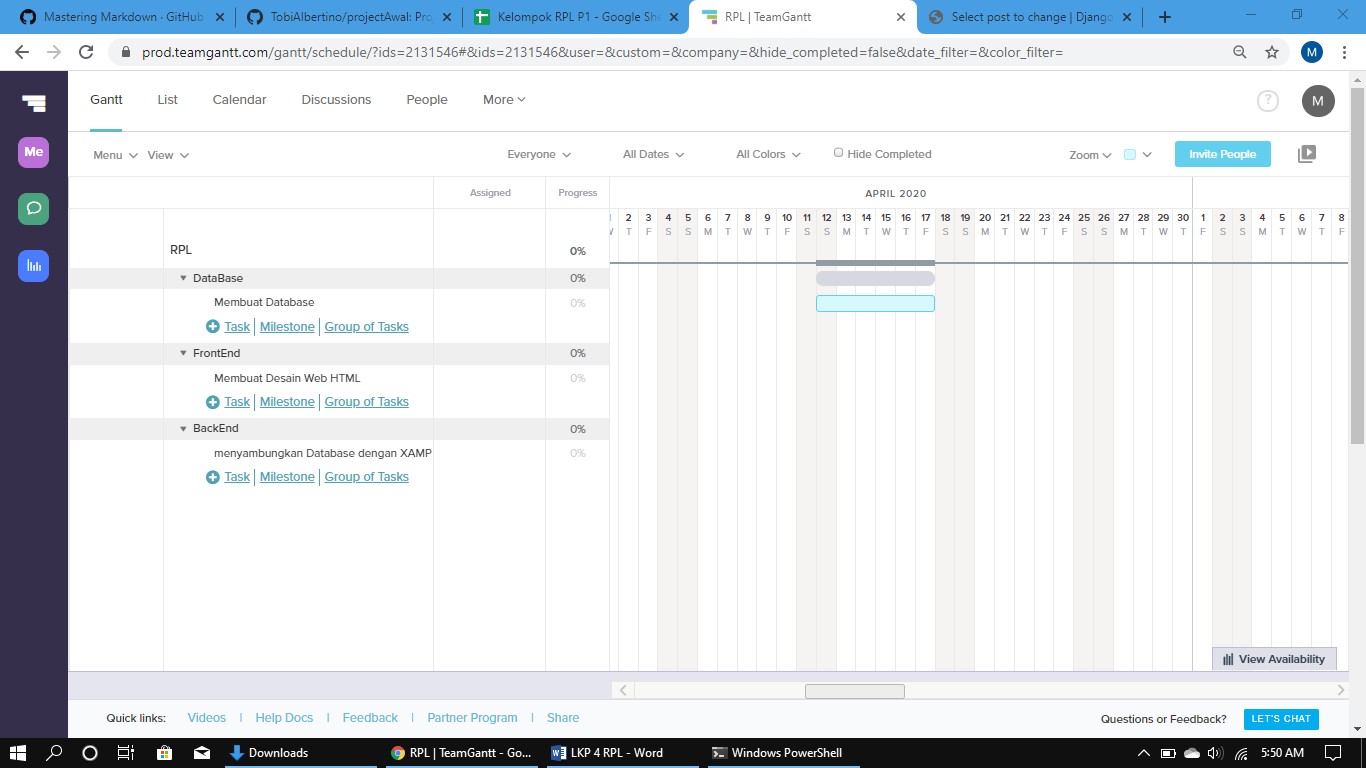 Mastering Markdown · GitHub
TobiAlbertino/projectAwal: Pro
Kelompok RPL P1 - Google She
RPL | TeamGantt
Select post to change | Django
prod.teamgantt.com/gantt/schedule/?ids=2131546#&ids=2131546&user=&custom=&company=&hide_completed=false&date_filter=&color_filter=
M
Gantt List Calendar Discussions People More
? M
Me
Menu View Everyone All Dates All Colors Hide Completed Zoom Invite People
Assigned Progress APRIL 2020
2 3 4 5 6 7 8 9 10 11 12 13 14 15 16 17 18 19 20 21 22 23 24 25 26 27 28 29 30 1 2 3 4 5 6 7 8
W T F S S M T W T F S S M T W T F S S M T W T F S S M T W T F S S M T W T F
RPL 0%
DataBase 0%
Membuat Database 0%
Task | Milestone | Group of Tasks
FrontEnd 0%
Membuat Desain Web HTML 0%
Task | Milestone | Group of Tasks
BackEnd 0%
menyambungkan Database dengan XAMP 0%
Task | Milestone | Group of Tasks
View Availability
Quick links: Videos | Help Docs | Feedback | Partner Program | Share
Questions or Feedback? LET'S CHAT
Downloads
RPL | TeamGantt - Go...
LKP 4 RPL - Word
Windows PowerShell
5:50 AM